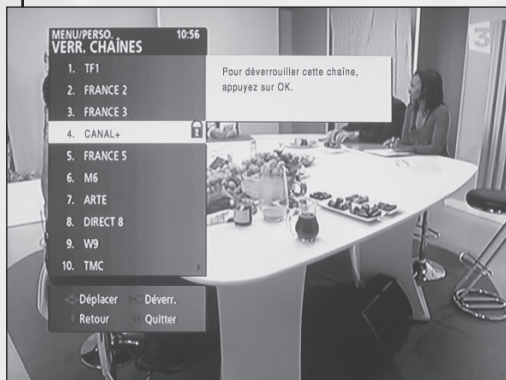 MENU/PERSO. 10:56
VERR. CHAÎNES
1. TF1
2. FRANCE 2
3. FRANCE 3
4. CANAL+
5. FRANCE 5
6. M6
7. ARTE
8. DIRECT 8
9. W9
10. TMC
Pour déverrouiller cette chaîne,
appuyez sur OK.
3
Déplacer Déverr.
Retour Quitter